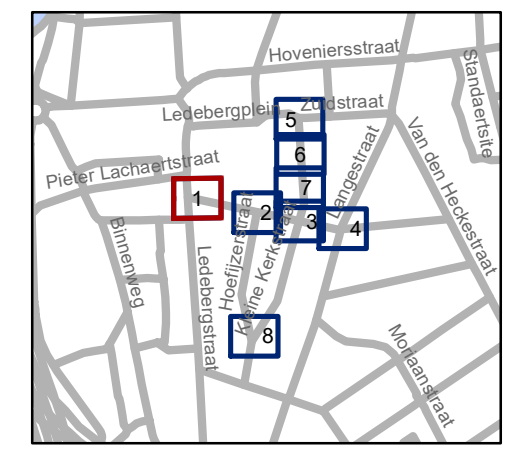 Hoveniersstraat
Standaertsite
Ledebergplein
Zuidstraat
5
Van den Heckestraat
Langestraat
6
Pieter Lachaertstraat
7
1
2
3
4
Binnenweg
Hoefijzerstraat
Kleine Kerkstraat
Ledebergstraat
8
Moriaanstraat